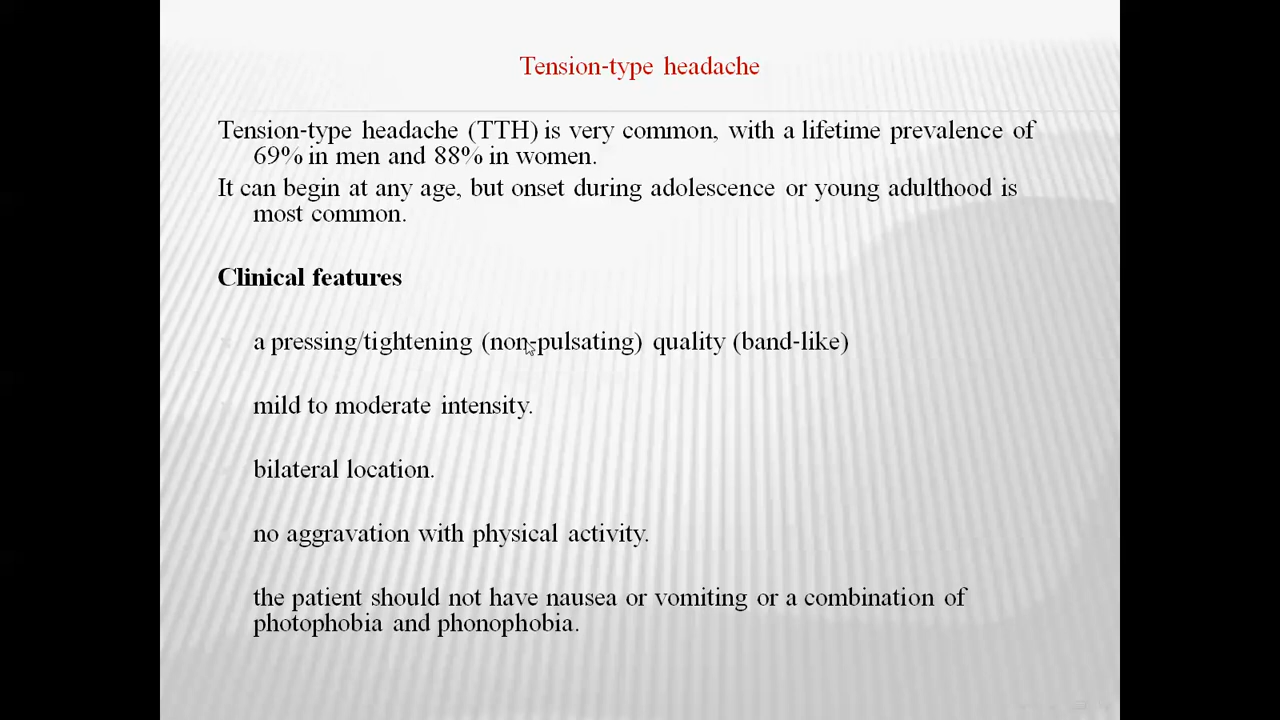 Tension-type headache
Tension-type headache (TTH) is very common, with a lifetime prevalence of
69% in men and 88% in women.
It can begin at any age, but onset during adolescence or young adulthood is
most common.
Clinical features
a pressing/tightening (non-pulsating) quality (band-like)
mild to moderate intensity.
bilateral location.
no aggravation with physical activity.
the patient should not have nausea or vomiting or a combination of
photophobia and phonophobia.